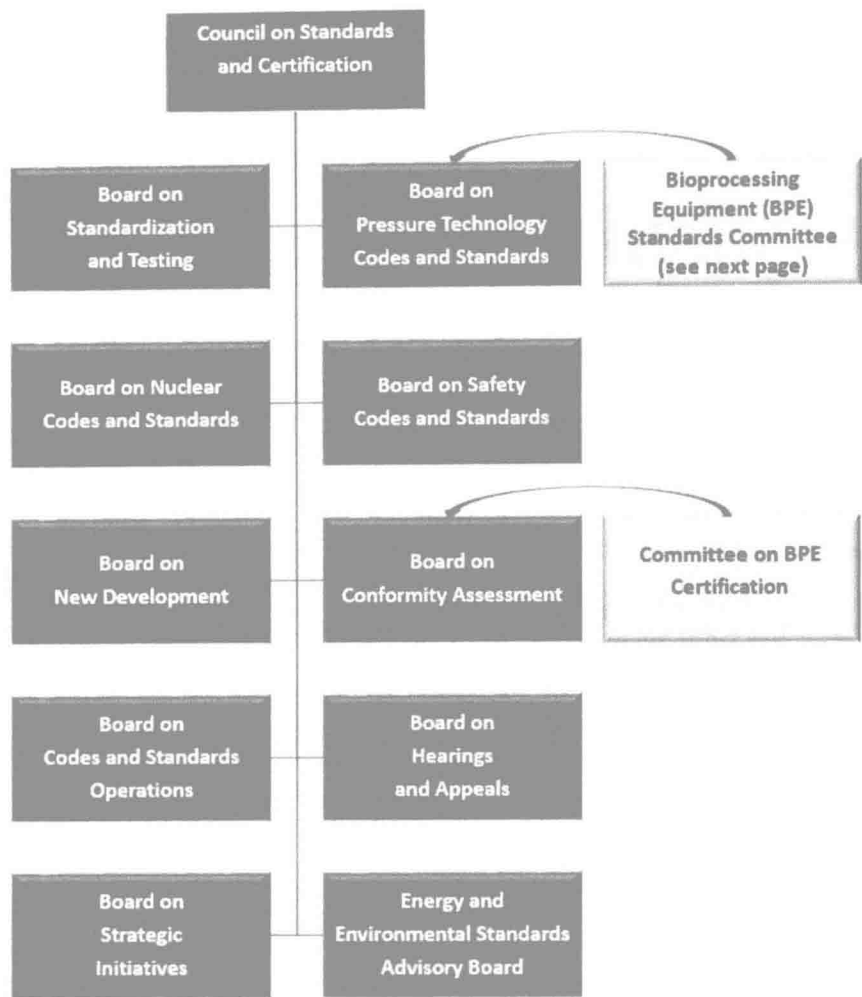 Council on Standards
and Certification
Board on
Standardization
and Testing
Board on
Pressure Technology
Codes and Standards
Bioprocessing
Equipment (BPE)
Standards Committee
(see next page)
Board on Nuclear
Codes and Standards
Board on Safety
Codes and Standards
Board on
New Development
Board on
Conformity Assessment
Committee on BPE
Certification
Board on
Codes and Standards
Operations
Board on
Hearings
and Appeals
Board on
Strategic
Initiatives
Energy and
Environmental Standards
Advisory Board